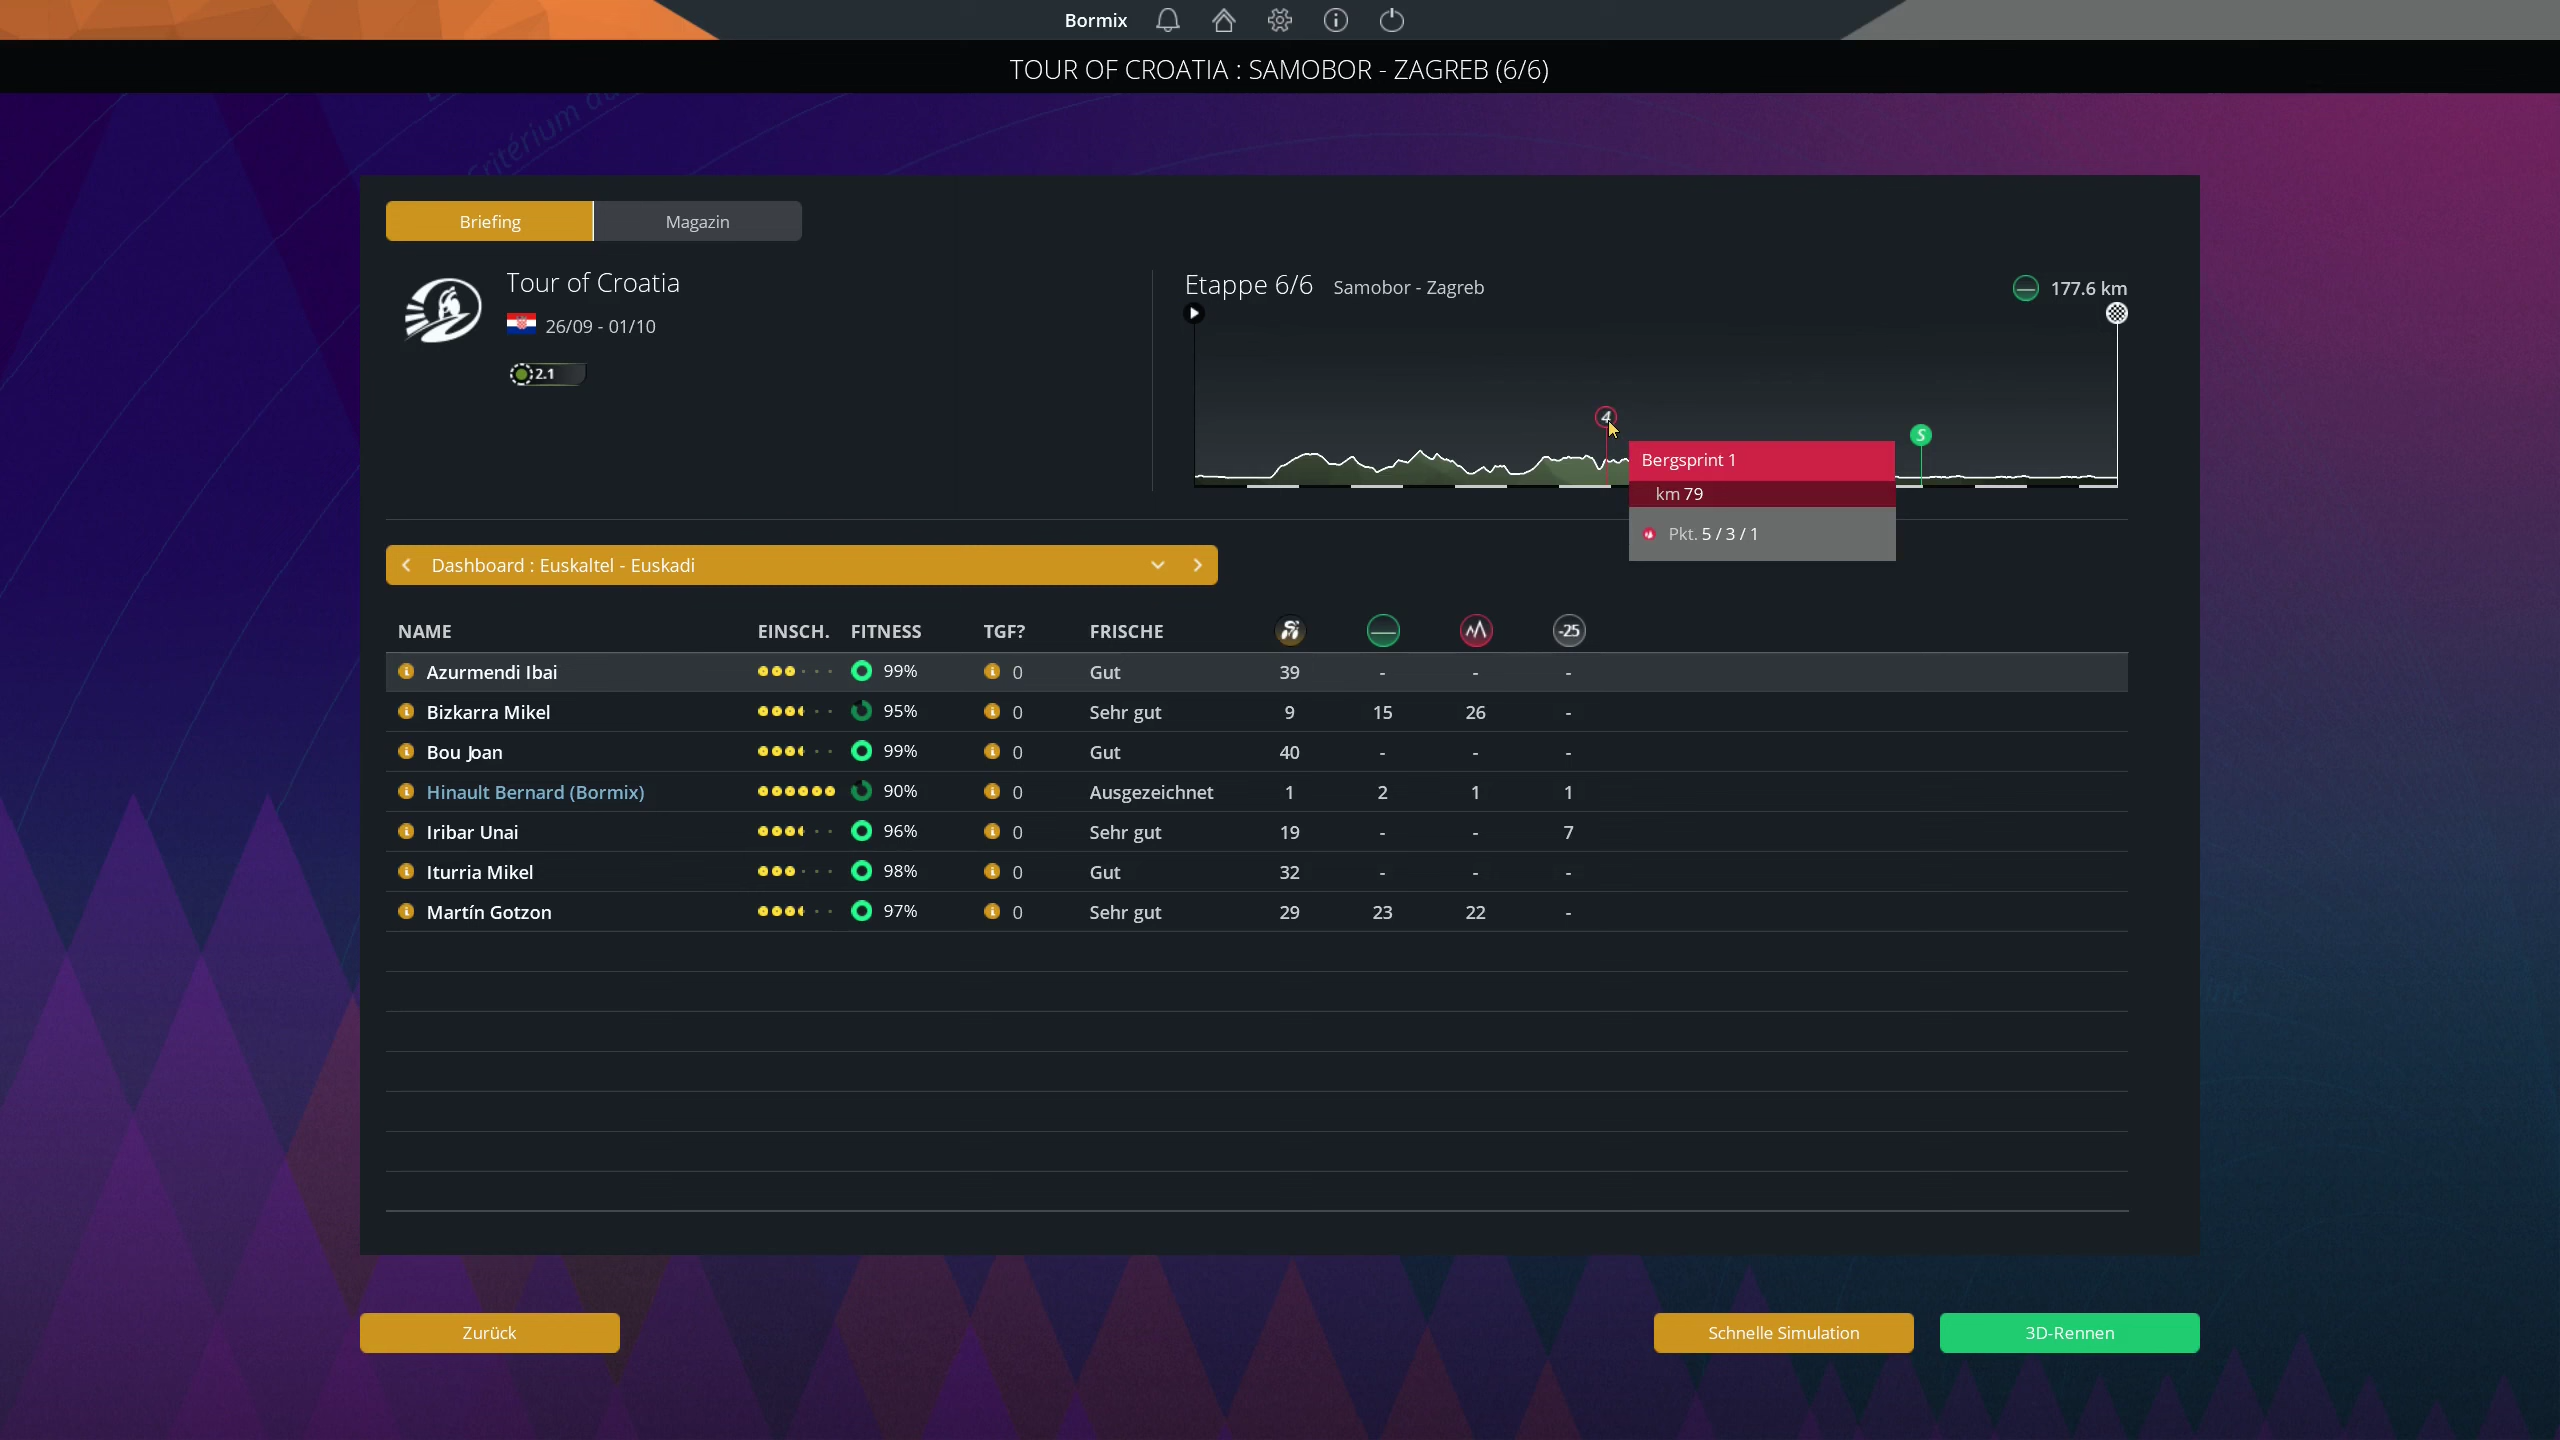 Bormix
TOUR OF CROATIA : SAMOBOR - ZAGREB (6/6)
Critérium du
Briefing
Magazin
Tour of Croatia
26/09 - 01/10
2.1
Etappe 6/6 Samobor - Zagreb
177.6 km
4
S
Bergsprint 1
km 79
Pkt. 5 / 3 / 1
Dashboard : Euskaltel - Euskadi
NAME EINSCH. FITNESS TGF? FRISCHE -25
Azurmendi Ibai 99% 0 Gut 39 - - -
Bizkarra Mikel 95% 0 Sehr gut 9 15 26 -
Bou Joan 99% 0 Gut 40 - - -
Hinault Bernard (Bormix) 90% 0 Ausgezeichnet 1 2 1 1
Iribar Unai 96% 0 Sehr gut 19 - - 7
Iturria Mikel 98% 0 Gut 32 - - -
Martín Gotzon 97% 0 Sehr gut 29 23 22 -
Zurück
Schnelle Simulation
3D-Rennen